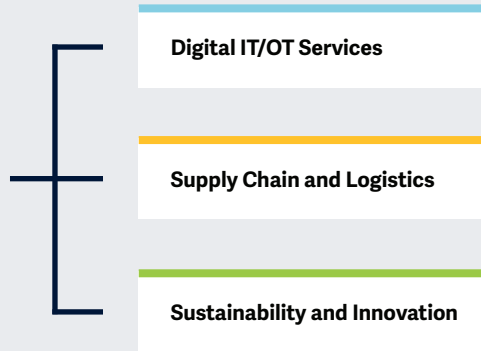 Digital IT/OT Services
Supply Chain and Logistics
Sustainability and Innovation